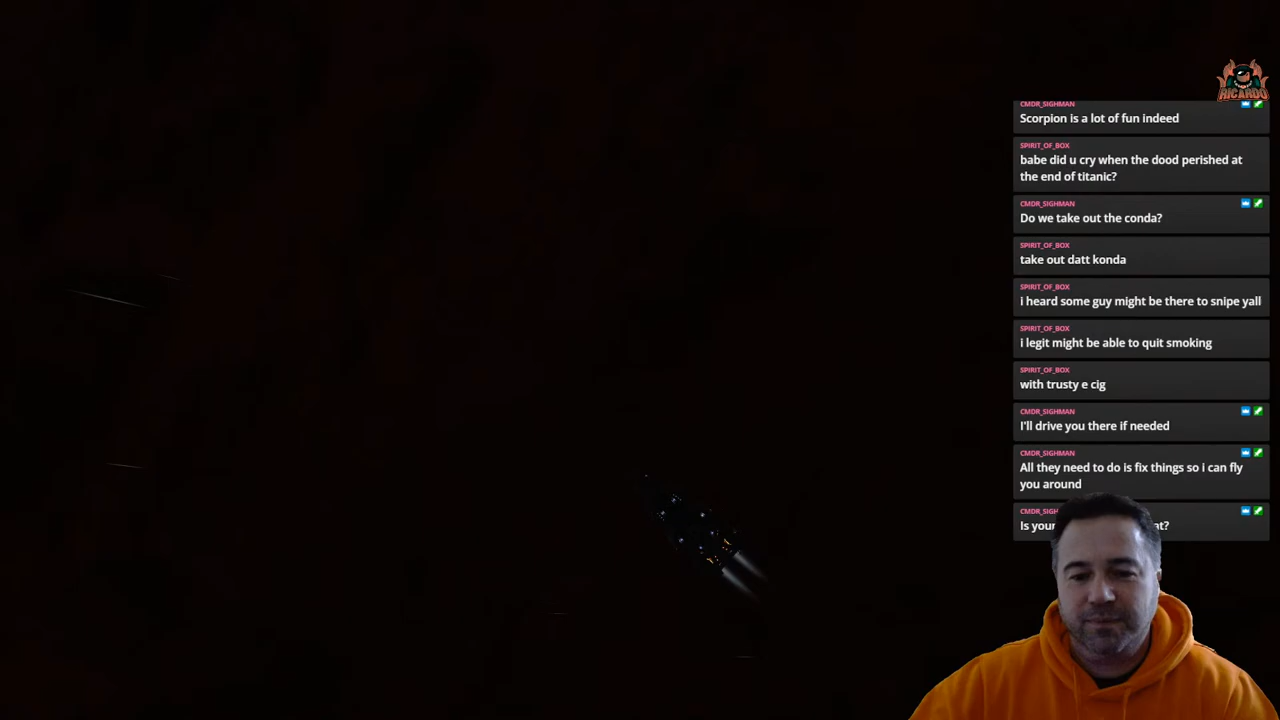 RICARDO
CMDR_SIGHMAN
Scorpion is a lot of fun indeed
SPIRIT_OF_BOX
babe did u cry when the dood perished at
the end of titanic?
CMDR_SIGHMAN
Do we take out the conda?
SPIRIT_OF_BOX
take out datt konda
SPIRIT_OF_BOX
i heard some guy might be there to snipe yall
SPIRIT_OF_BOX
i legit might be able to quit smoking
SPIRIT_OF_BOX
with trusty e cig
CMDR_SIGHMAN
I'll drive you there if needed
CMDR_SIGHMAN
All they need to do is fix things so i can fly
you around
Is